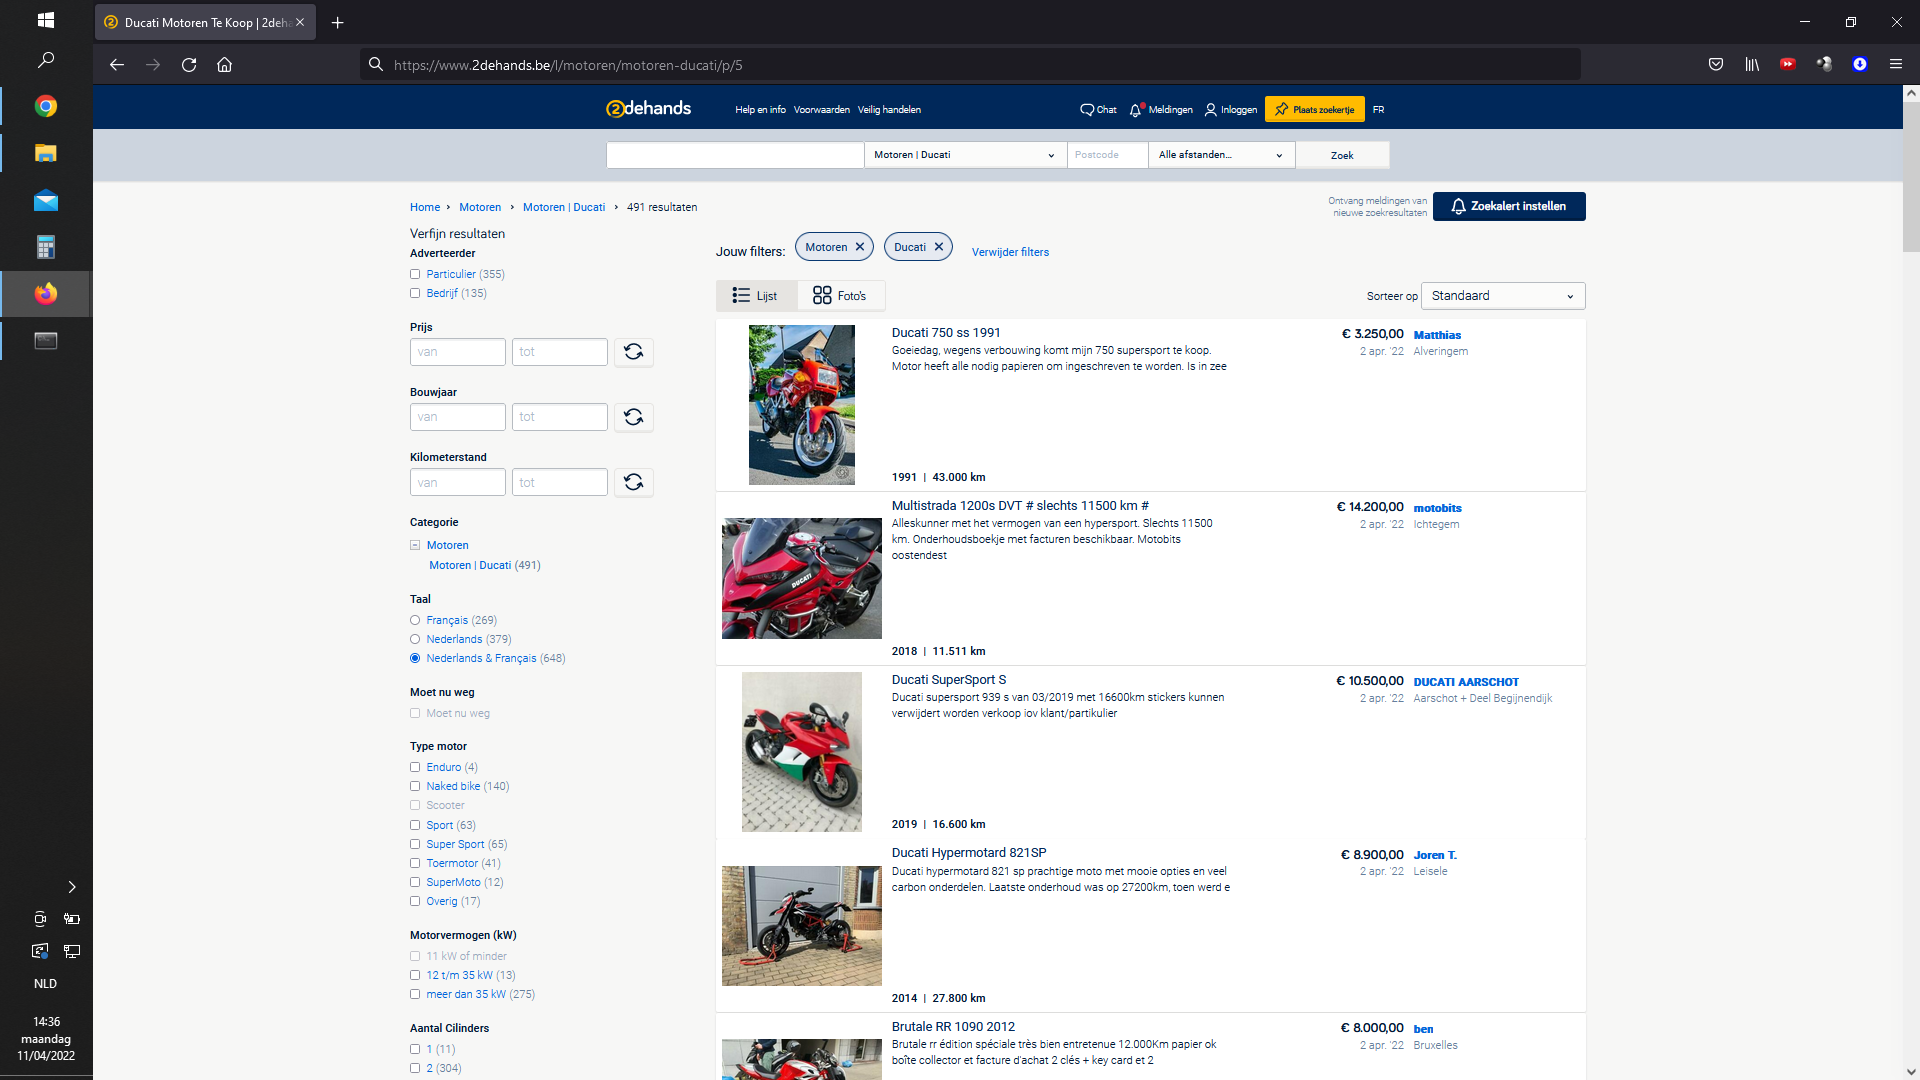 Ducati Motoren Te Koop | 2deha
https://www.2dehands.be/l/motoren/motoren-ducati/p/5
2dehands
Help en info Voorwaarden Veilig handelen
Chat Meldingen Inloggen Plaats zoekertje FR
Motoren | Ducati Postcode Alle afstanden... Zoek
Home Motoren Motoren | Ducati 491 resultaten
Ontvang meldingen van
nieuwe zoekresultaten
Zoekalert instellen
Verfijn resultaten
Adverteerder
Particulier (355)
Bedrijf (135)
Prijs
van tot
Bouwjaar
van tot
Kilometerstand
van tot
Categorie
Motoren
Motoren | Ducati (491)
Taal
Français (269)
Nederlands (379)
Nederlands & Français (648)
Moet nu weg
Moet nu weg
Type motor
Enduro (4)
Naked bike (140)
Scooter
Sport (63)
Super Sport (65)
Toermotor (41)
SuperMoto (12)
Overig (17)
Motorvermogen (kW)
11 kW of minder
12 t/m 35 kW (13)
meer dan 35 kW (275)
Aantal Cilinders
1 (11)
2 (304)
Jouw filters: Motoren Ducati Verwijder filters
Lijst Foto's
Sorteer op Standaard
Ducati 750 ss 1991
Goeiedag, wegens verbouwing komt mijn 750 supersport te koop.
Motor heeft alle nodig papieren om ingeschreven te worden. Is in zee
1991 | 43.000 km
€ 3.250,00 Matthias
2 apr. '22 Alveringem
Multistrada 1200s DVT # slechts 11500 km #
Alleskunner met het vermogen van een hypersport. Slechts 11500
km. Onderhoudsboekje met facturen beschikbaar. Motobits
oostendest
2018 | 11.511 km
€ 14.200,00 motobits
2 apr. '22 Ichtegem
DUCATI
Ducati SuperSport S
Ducati supersport 939 s van 03/2019 met 16600km stickers kunnen
verwijdert worden verkoop iov klant/partikulier
2019 | 16.600 km
€ 10.500,00 DUCATI AARSCHOT
2 apr. '22 Aarschot + Deel Begijnendijk
Ducati Hypermotard 821SP
Ducati hypermotard 821 sp prachtige moto met mooie opties en veel
carbon onderdelen. Laatste onderhoud was op 27200km, toen werd e
2014 | 27.800 km
€ 8.900,00 Joren T.
2 apr. '22 Leisele
Brutale RR 1090 2012
Brutale rr édition spéciale très bien entretenue 12.000Km papier ok
boîte collector et facture d'achat 2 clés + key card et 2
€ 8.000,00 ben
2 apr. '22 Bruxelles
NLD
14:36
maandag
11/04/2022